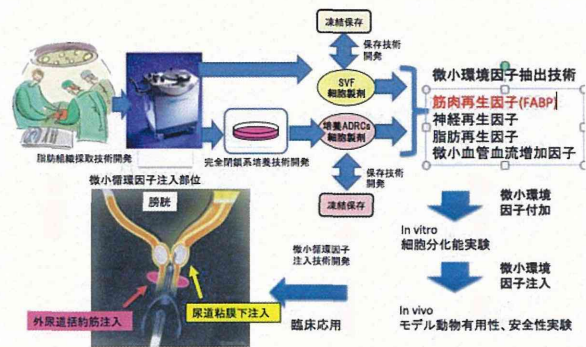 凍結保存
保存技術
開発
SVF
細胞製剤
微小環境因子抽出技術
筋肉再生因子(FABP)
神経再生因子
脂肪再生因子
微小血管血流増加因子
培養ADRCs
細胞製剤
脂肪組織採取技術開発
完全閉鎖系培養技術開発
保存技術
開発
凍結保存
微小循環因子注入部位
膀胱
微小環境
因子付加
In vitro
細胞分化能実験
微小循環因子
注入技術開発
微小環境
因子注入
外尿道括約筋注入
尿道粘膜下注入
臨床応用
In vivo
モデル動物有用性、安全性実験